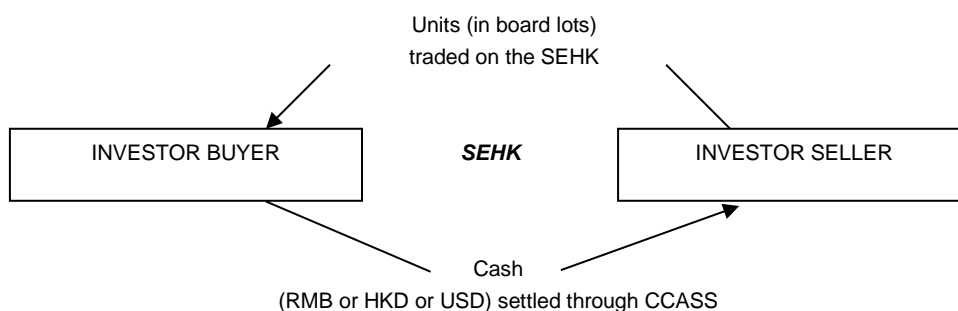 Units (in board lots)
traded on the SEHK
INVESTOR BUYER
SEHK
INVESTOR SELLER
Cash
(RMB or HKD or USD) settled through CCASS